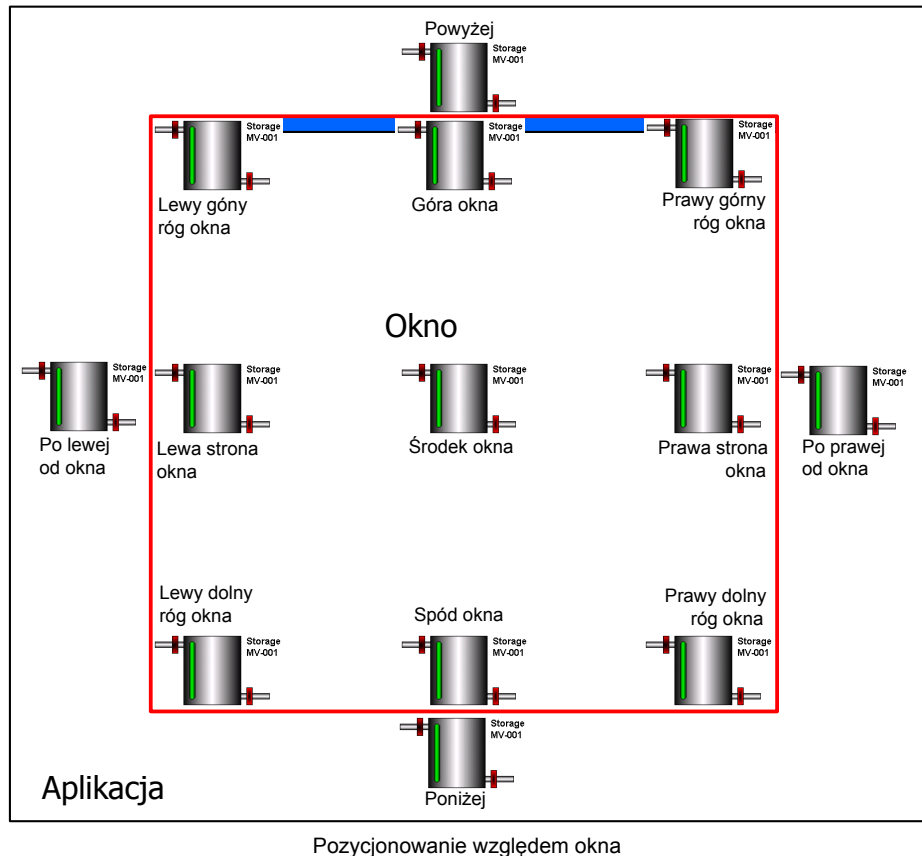 Powyżej
Storage
MV-001
Storage
MV-001
Storage
MV-001
Storage
MV-001
Lewy góny
róg okna
Góra okna
Prawy górny
róg okna
Okno
Storage
MV-001
Storage
MV-001
Storage
MV-001
Storage
MV-001
Storage
MV-001
Po lewej
od okna
Lewa strona
okna
Środek okna
Prawa strona
okna
Po prawej
od okna
Lewy dolny
róg okna
Spód okna
Prawy dolny
róg okna
Storage
MV-001
Storage
MV-001
Storage
MV-001
Storage
MV-001
Poniżej
Aplikacja
Pozycjonowanie względem okna